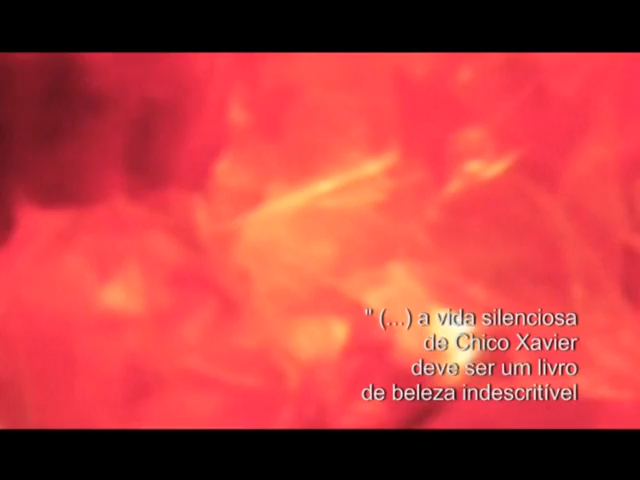 " (...) a vida silenciosa
de Chico Xavier
deve ser um livro
de beleza indescritível